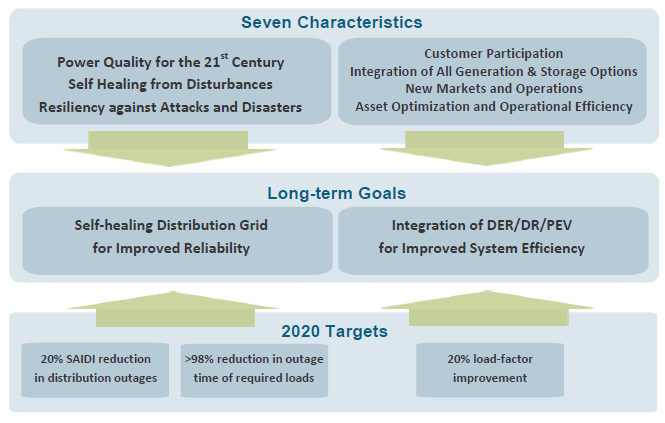 Seven Characteristics
Power Quality for the 21st Century
Self Healing from Disturbances
Resiliency against Attacks and Disasters
Customer Participation
Integration of All Generation & Storage Options
New Markets and Operations
Asset Optimization and Operational Efficiency
Long-term Goals
Self-healing Distribution Grid
for Improved Reliability
Integration of DER/DR/PEV
for Improved System Efficiency
2020 Targets
20% SAIDI reduction
in distribution outages
>98% reduction in outage
time of required loads
20% load-factor
improvement